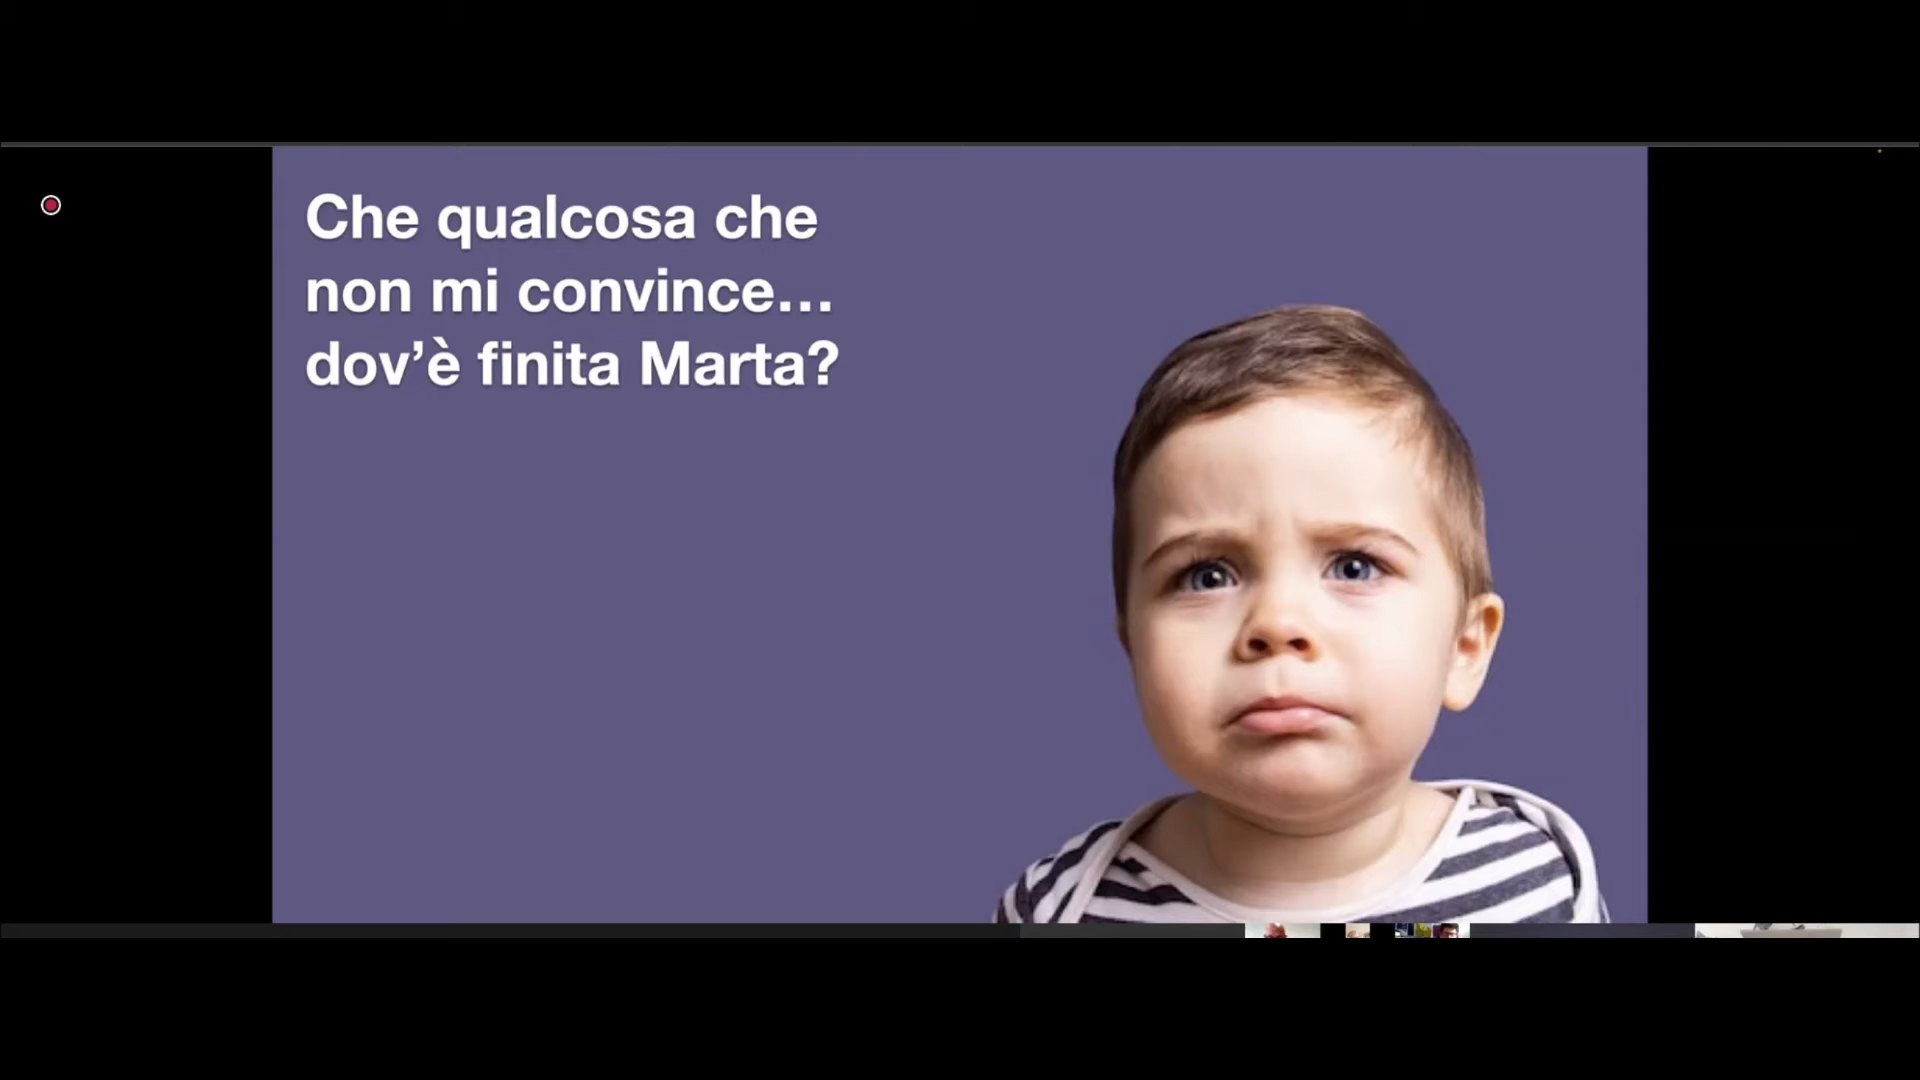 Che qualcosa che
non mi convince…
dov’è finita Marta?